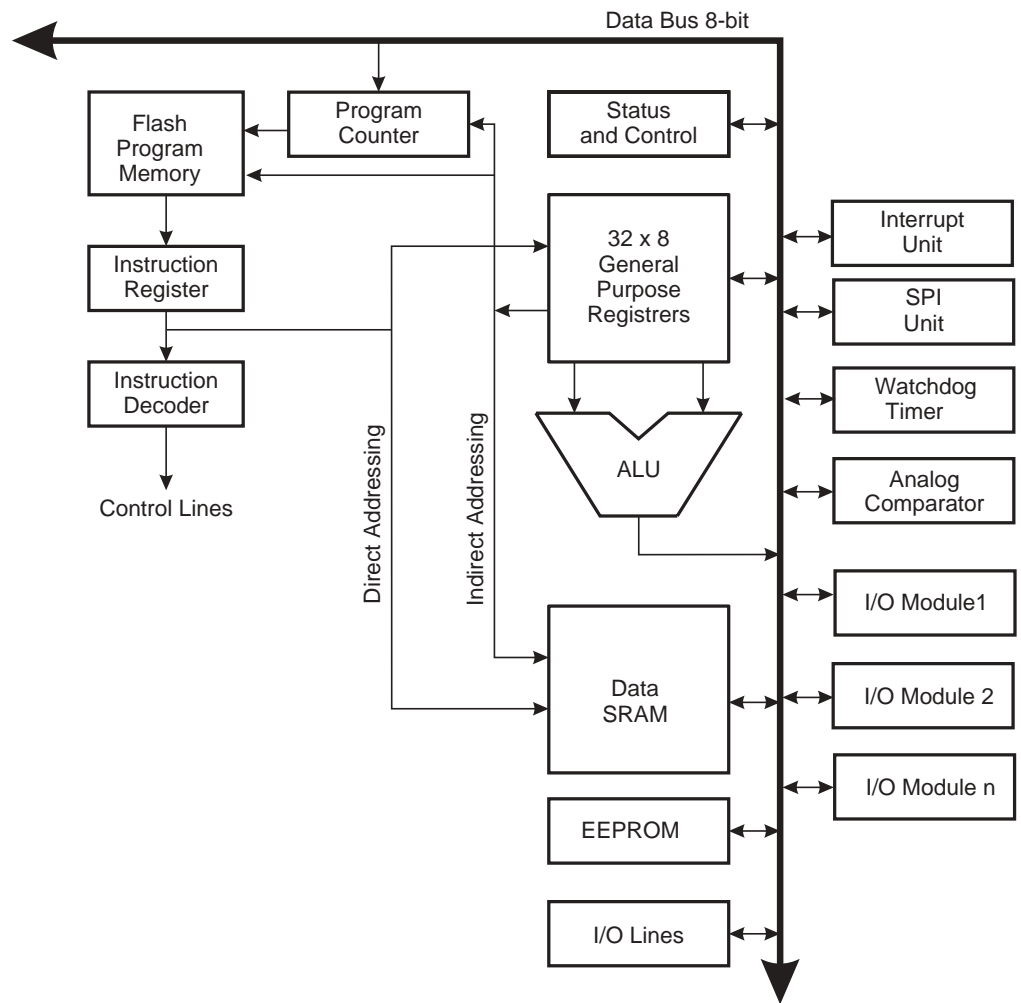 Data Bus 8-bit
Flash
Program
Memory
Program
Counter
Status
and Control
Interrupt
Unit
32 x 8
General
Purpose
Registrers
Instruction
Register
SPI
Unit
Instruction
Decoder
Watchdog
Timer
Direct Addressing
Indirect Addressing
ALU
Analog
Comparator
Control Lines
I/O Module1
Data
SRAM
I/O Module 2
I/O Module n
EEPROM
I/O Lines